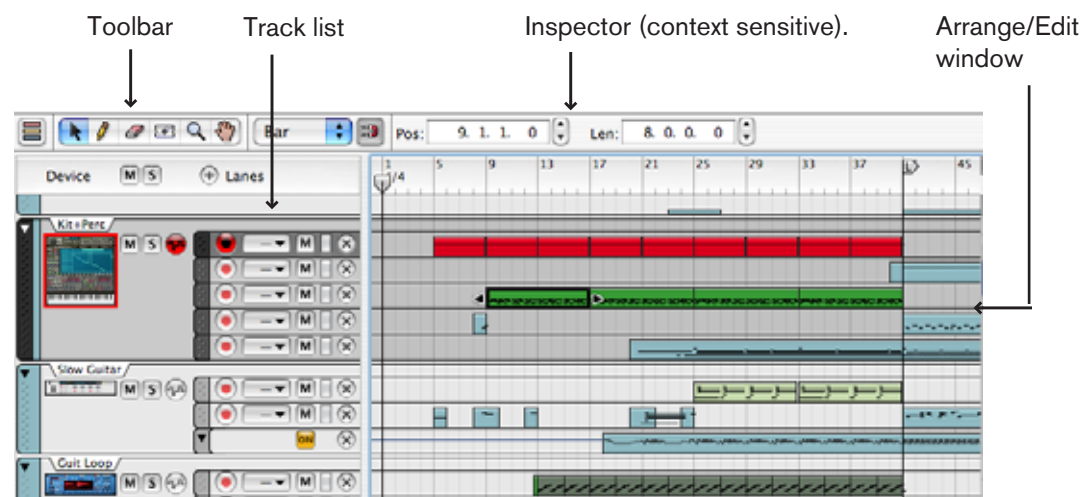 Toolbar
Track list
Inspector (context sensitive).
Arrange/Edit
window
Bar
Pos: 9. 1. 1. 0
Len: 8. 0. 0. 0
Device M S
Lanes
1 5 9 13 17 21 25 29 33 37 L 45
/4
Kit+Perc
M S
M
M
M
M
M
Slow Guitar
M S
M
M
ON
Guit Loop
M S
M